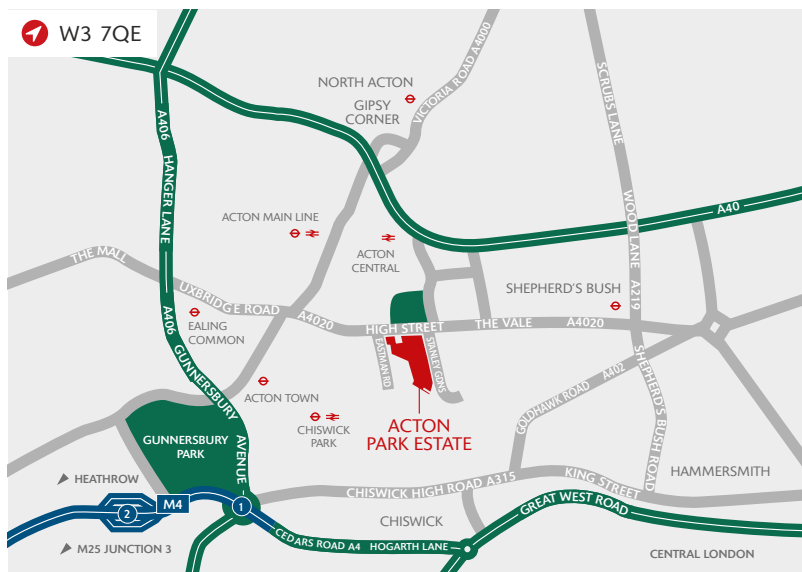 W3 7QE
NORTH ACTON
GIPSY
CORNER
VICTORIA ROAD A4000
SCRUBS LANE
A406
HANGER LANE
A406
WOOD LANE
A219
A40
ACTON MAIN LINE
ACTON
CENTRAL
THE MALL
UXBRIDGE ROAD
A4020
SHEPHERD'S BUSH
EALING
COMMON
HIGH STREET
THE VALE
A4020
EASTMAN RD
STANLEY GDNS
GUNNERSBURY
AVENUE
SHEPHERD'S BUSH ROAD
A402
GOLDHAWK ROAD
ACTON TOWN
CHISWICK
PARK
ACTON
PARK ESTATE
GUNNERSBURY
PARK
HEATHROW
M4
2
1
CHISWICK HIGH ROAD A315
KING STREET
HAMMERSMITH
GREAT WEST ROAD
CHISWICK
CEDARS ROAD A4
HOGARTH LANE
M25 JUNCTION 3
CENTRAL LONDON